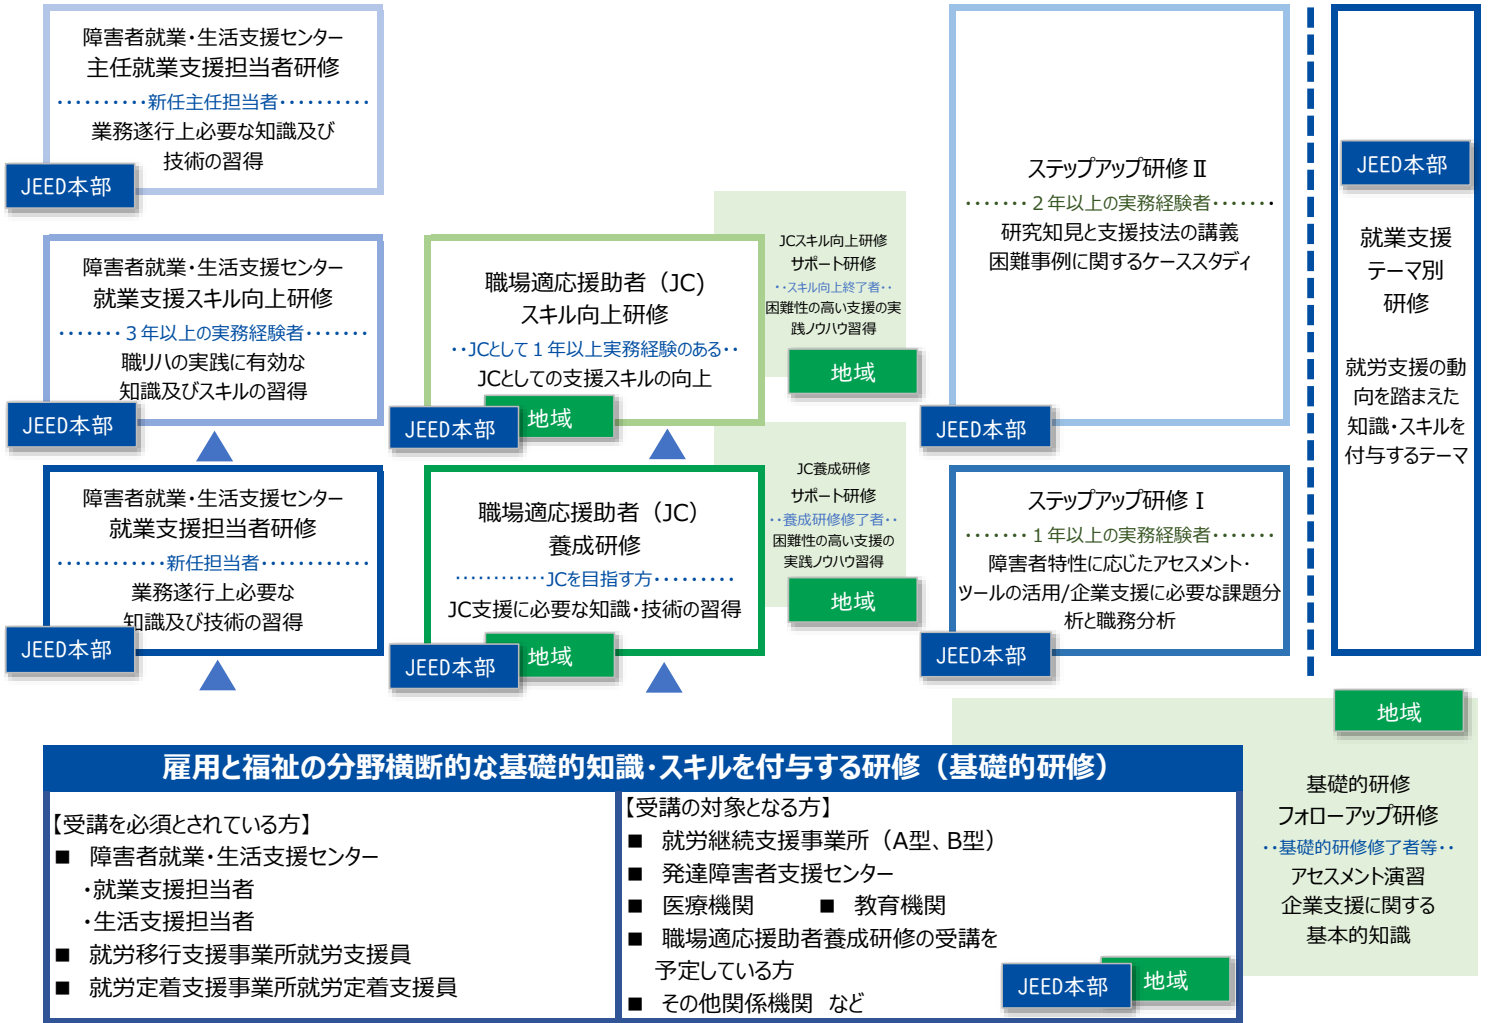 障害者就業・生活支援センター
主任就業支援担当者研修
・・・・・・・・・・新任主任担当者・・・・・・・・・・
業務遂行上必要な知識及び
技術の習得
JEED本部
障害者就業・生活支援センター
就業支援スキル向上研修
・・・・・・・３年以上の実務経験者・・・・・・・
職リハの実践に有効な
知識及びスキルの習得
JEED本部
障害者就業・生活支援センター
就業支援担当者研修
・・・・・・・・・・・・新任担当者・・・・・・・・・・・・
業務遂行上必要な
知識及び技術の習得
JEED本部
職場適応援助者（JC）
スキル向上研修
・・JCとして１年以上実務経験のある・・
JCとしての支援スキルの向上
JEED本部
地域
JCスキル向上研修
サポート研修
・・スキル向上終了者・・
困難性の高い支援の実
践ノウハウ習得
地域
職場適応援助者（JC）
養成研修
・・・・・・・・・・・・JCを目指す方・・・・・・・・・
JC支援に必要な知識・技術の習得
JEED本部
地域
JC養成研修
サポート研修
・・養成研修修了者・・
困難性の高い支援の
実践ノウハウ習得
地域
ステップアップ研修Ⅱ
・・・・・・・２年以上の実務経験者・・・・・・・
研究知見と支援技法の講義
困難事例に関するケーススタディ
JEED本部
ステップアップ研修Ⅰ
・・・・・・・１年以上の実務経験者・・・・・・・
障害者特性に応じたアセスメント・
ツールの活用/企業支援に必要な課題分
析と職務分析
JEED本部
JEED本部
就業支援
テーマ別
研修
就労支援の動
向を踏まえた
知識・スキルを
付与するテーマ
地域
基礎的研修
フォローアップ研修
・・基礎的研修修了者等・・
アセスメント演習
企業支援に関する
基本的知識
雇用と福祉の分野横断的な基礎的知識・スキルを付与する研修（基礎的研修）
【受講を必須とされている方】
■ 障害者就業・生活支援センター
・就業支援担当者
・生活支援担当者
■ 就労移行支援事業所就労支援員
■ 就労定着支援事業所就労定着支援員
【受講の対象となる方】
■ 就労継続支援事業所（A型、B型）
■ 発達障害者支援センター
■ 医療機関 ■ 教育機関
■ 職場適応援助者養成研修の受講を
予定している方
■ その他関係機関 など
JEED本部
地域